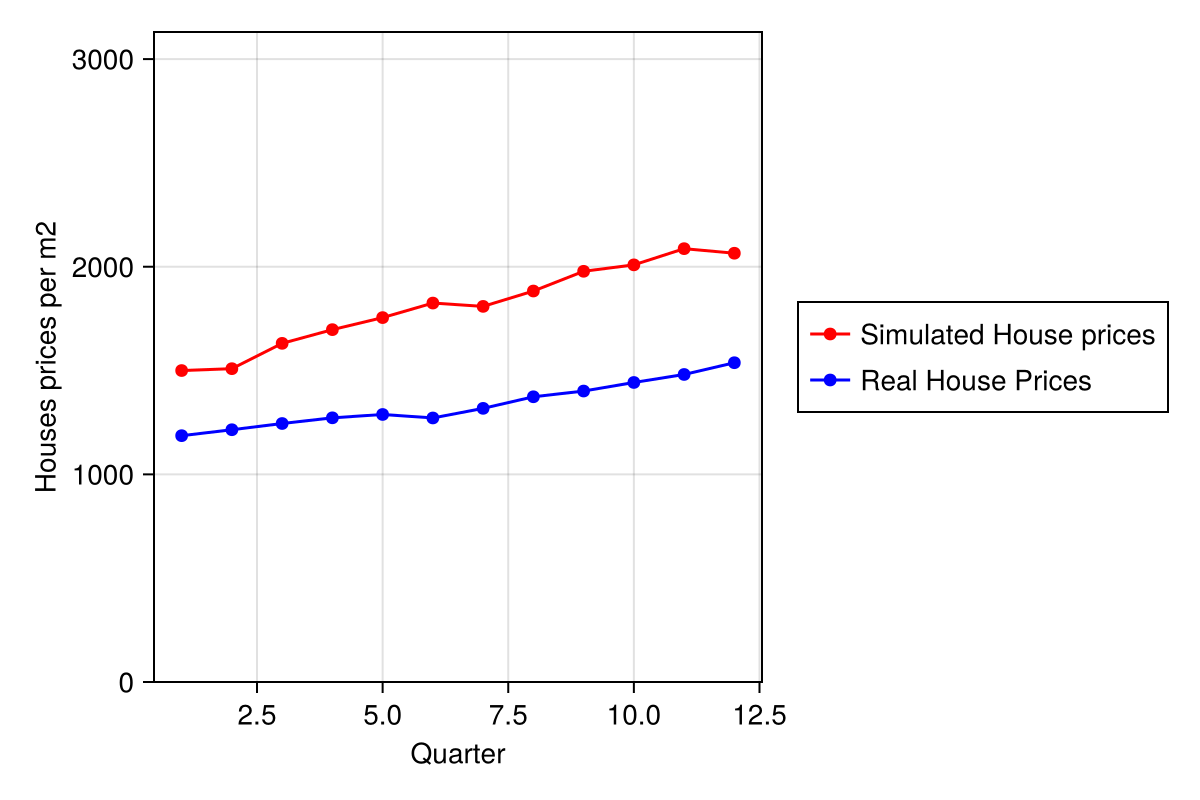 3000
2000
1000
0
Houses prices per m2
2.5 5.0 7.5 10.0 12.5
Quarter
Simulated House prices
Real House Prices